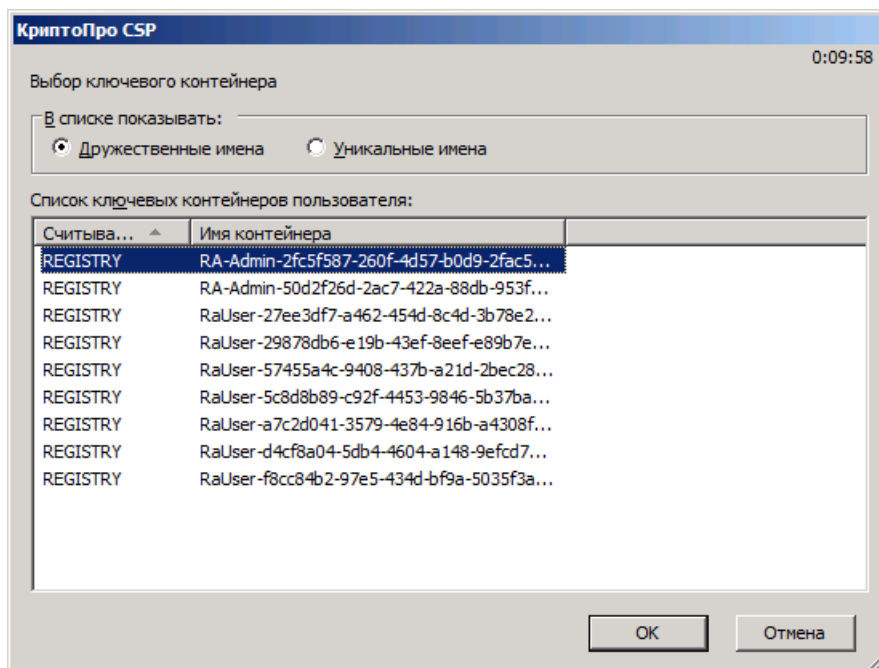 КриптоПро CSP
0:09:58
Выбор ключевого контейнера
В списке показывать:
Дружественные имена Уникальные имена
Список ключевых контейнеров пользователя:
Считыва... Имя контейнера
REGISTRY RA-Admin-2fc5f587-260f-4d57-b0d9-2fac5...
REGISTRY RA-Admin-50d2f26d-2ac7-422a-88db-953f...
REGISTRY RaUser-27ee3df7-a462-454d-8c4d-3b78e2...
REGISTRY RaUser-29878db6-e19b-43ef-8eef-e89b7e...
REGISTRY RaUser-57455a4c-9408-437b-a21d-2bec28...
REGISTRY RaUser-5c8d8b89-c92f-4453-9846-5b37ba...
REGISTRY RaUser-a7c2d041-3579-4e84-916b-a4308f...
REGISTRY RaUser-d4cf8a04-5db4-4604-a148-9efcd7...
REGISTRY RaUser-f8cc84b2-97e5-434d-bf9a-5035f3a...
OK Отмена